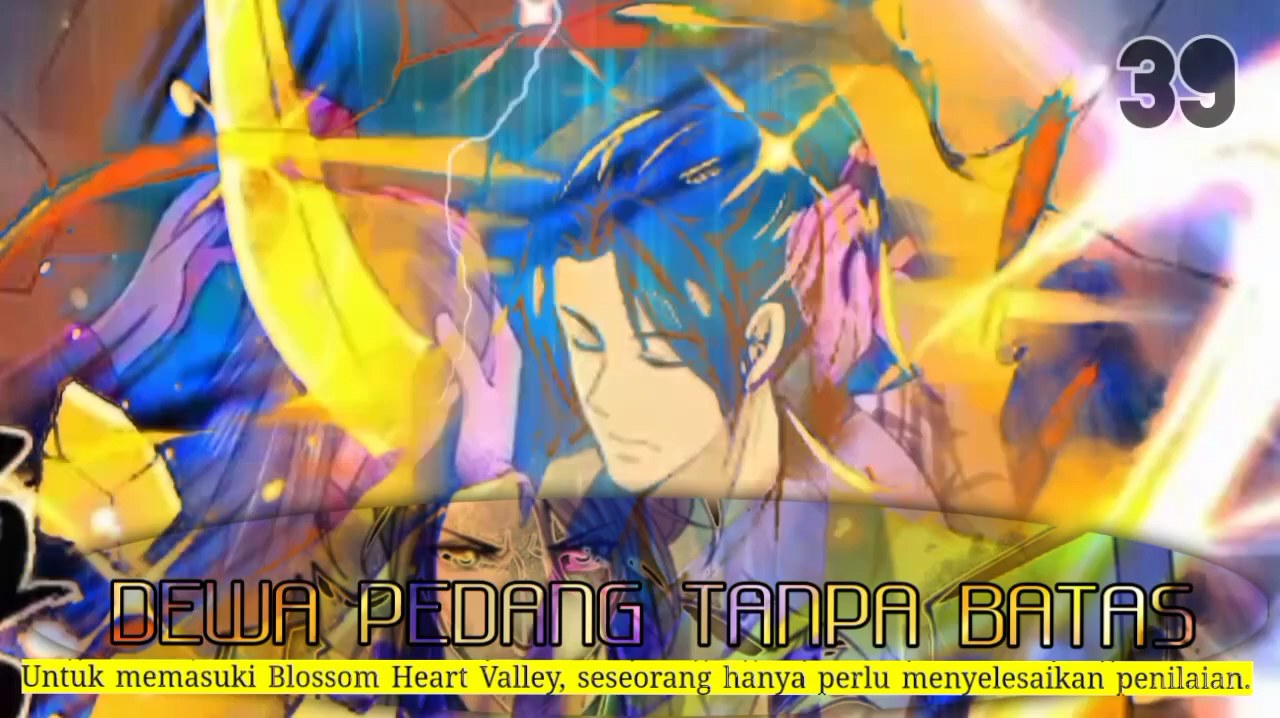 39
DEWA PEDANG TANPA BATAS
Untuk memasuki Blossom Heart Valley, seseorang hanya perlu menyelesaikan penilaian.